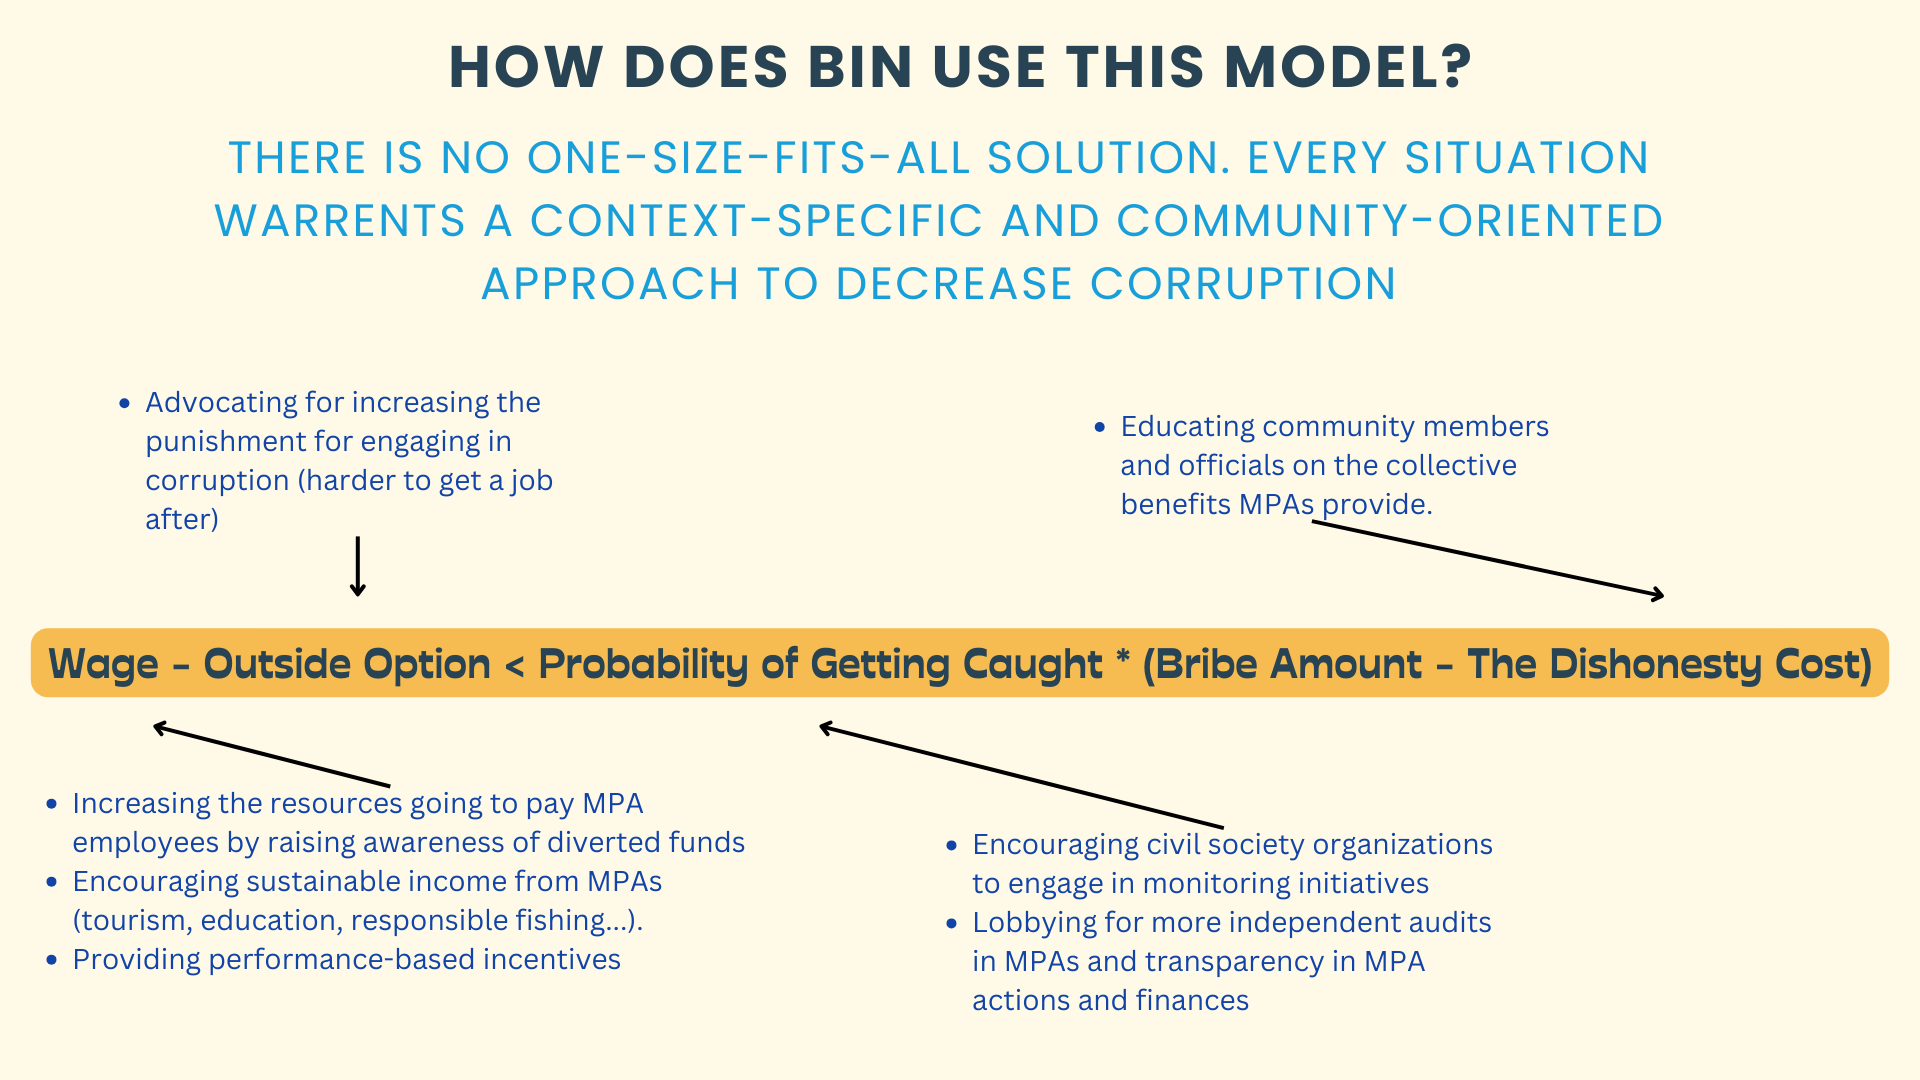 HOW DOES BIN USE THIS MODEL?
THERE IS NO ONE-SIZE-FITS-ALL SOLUTION. EVERY SITUATION
WARRENTS A CONTEXT-SPECIFIC AND COMMUNITY-ORIENTED
APPROACH TO DECREASE CORRUPTION
• Advocating for increasing the
punishment for engaging in
corruption (harder to get a job
after)
• Educating community members
and officials on the collective
benefits MPAs provide.
Wage - Outside Option < Probability of Getting Caught * (Bribe Amount - The Dishonesty Cost)
• Increasing the resources going to pay MPA
employees by raising awareness of diverted funds
• Encouraging sustainable income from MPAs
(tourism, education, responsible fishing...).
• Providing performance-based incentives
• Encouraging civil society organizations
to engage in monitoring initiatives
• Lobbying for more independent audits
in MPAs and transparency in MPA
actions and finances